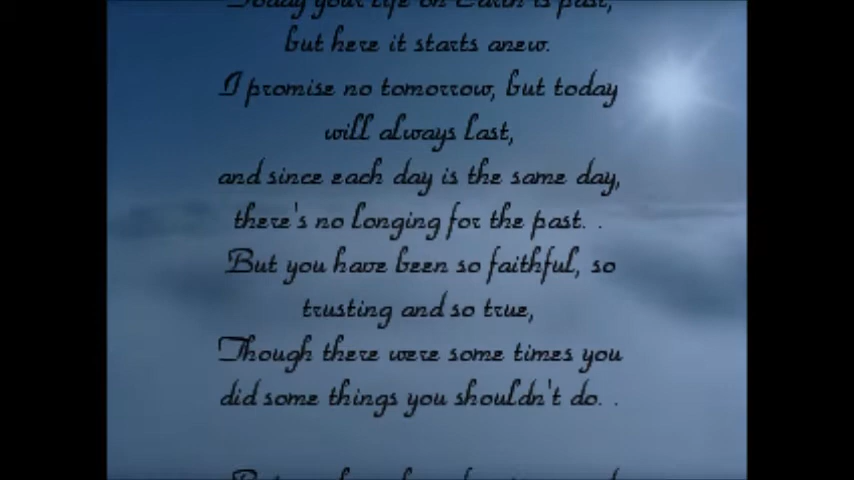 Today your life on Earth is past,
but here it starts anew.
I promise no tomorrow, but today
will always last,
and since each day is the same day,
there's no longing for the past. .
But you have been so faithful, so
trusting and so true,
Though there were some times you
did some things you shouldn't do. .